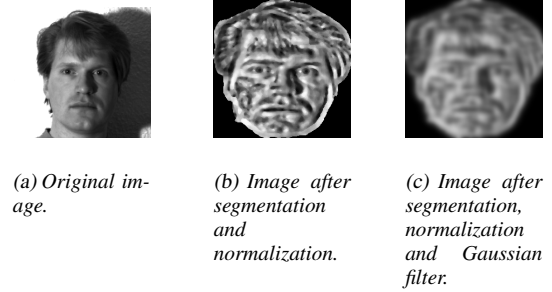 (a) Original im-
age.
(b) Image after
segmentation
and
normalization.
(c) Image after
segmentation,
normalization
and Gaussian
filter.